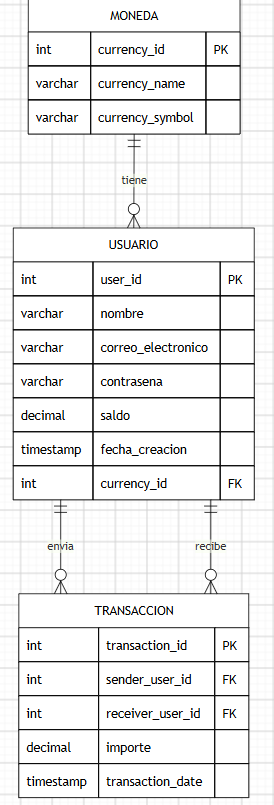 MONEDA
int currency_id PK
varchar currency_name
varchar currency_symbol
tiene
USUARIO
int user_id PK
varchar nombre
varchar correo_electronico
varchar contrasena
decimal saldo
timestamp fecha_creacion
int currency_id FK
envia recibe
TRANSACCION
int transaction_id PK
int sender_user_id FK
int receiver_user_id FK
decimal importe
timestamp transaction_date